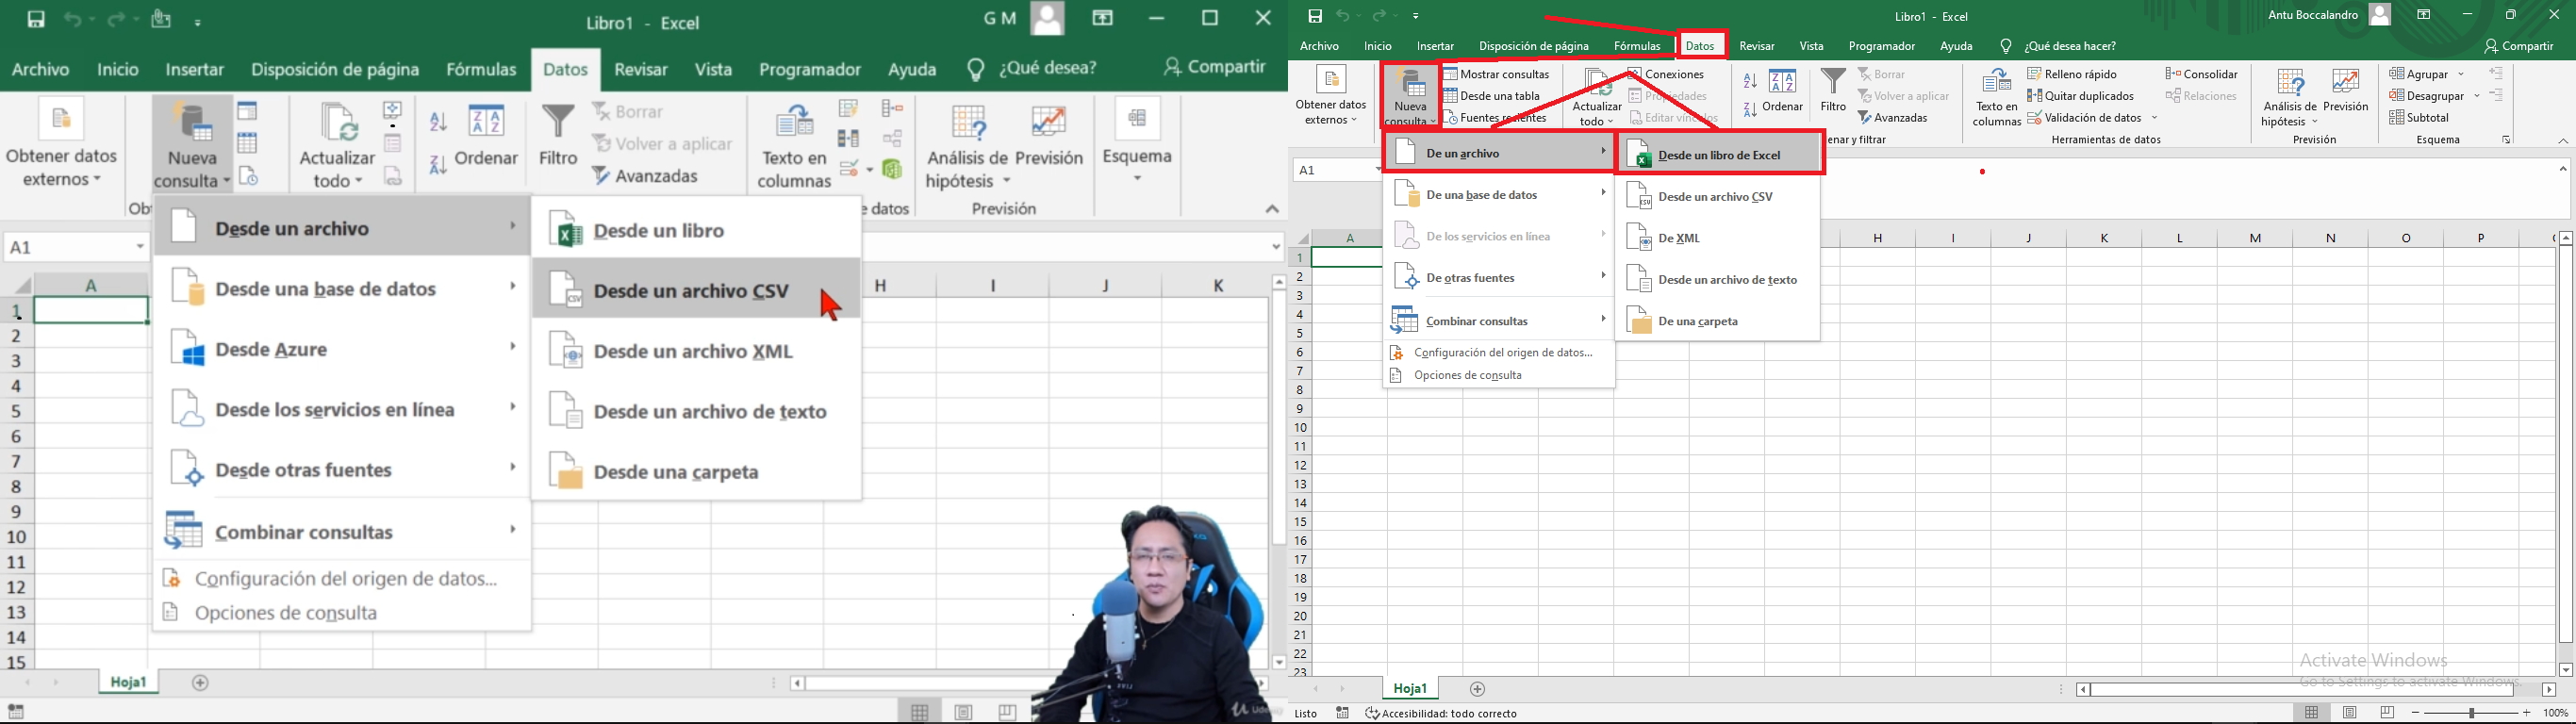 Libro1 - Excel
G M
Archivo Inicio Insertar Disposición de página Fórmulas Datos Revisar Vista Programador Ayuda ¿Qué desea? Compartir
Obtener datos externos
Nueva consulta
Actualizar todo
Ordenar
Filtro
Borrar
Volver a aplicar
Avanzadas
Texto en columnas
Análisis de hipótesis
Previsión
Esquema
Ob
e datos
Previsión
A1
Desde un archivo
Desde una base de datos
Desde Azure
Desde los servicios en línea
Desde otras fuentes
Combinar consultas
Configuración del origen de datos...
Opciones de consulta
Desde un libro
Desde un archivo CSV
Desde un archivo XML
Desde un archivo de texto
Desde una carpeta
A H I J K
1
2
3
4
5
6
7
8
9
10
11
12
13
14
15
Hoja1
Libro1 - Excel
Antu Boccalandro
Archivo Inicio Insertar Disposición de página Fórmulas Datos Revisar Vista Programador Ayuda ¿Qué desea hacer? Compartir
Obtener datos externos
Nueva consulta
Mostrar consultas
Desde una tabla
Fuentes recientes
Actualizar todo
Conexiones
Propiedades
Editar vínculos
Ordenar
Filtro
Borrar
Volver a aplicar
Avanzadas
enar y filtrar
Texto en columnas
Relleno rápido
Quitar duplicados
Validación de datos
Consolidar
Relaciones
Herramientas de datos
Análisis de hipótesis
Previsión
Previsión
Agrupar
Desagrupar
Subtotal
Esquema
A1
De un archivo
De una base de datos
De los servicios en línea
De otras fuentes
Combinar consultas
Configuración del origen de datos...
Opciones de consulta
Desde un libro de Excel
Desde un archivo CSV
De XML
Desde un archivo de texto
De una carpeta
A H I J K L M N O P
1
2
3
4
5
6
7
8
9
10
11
12
13
14
15
16
17
18
19
20
21
22
23
Activate Windows
Go to Settings to activate Windows.
Hoja1
Listo
Accesibilidad: todo correcto
100%